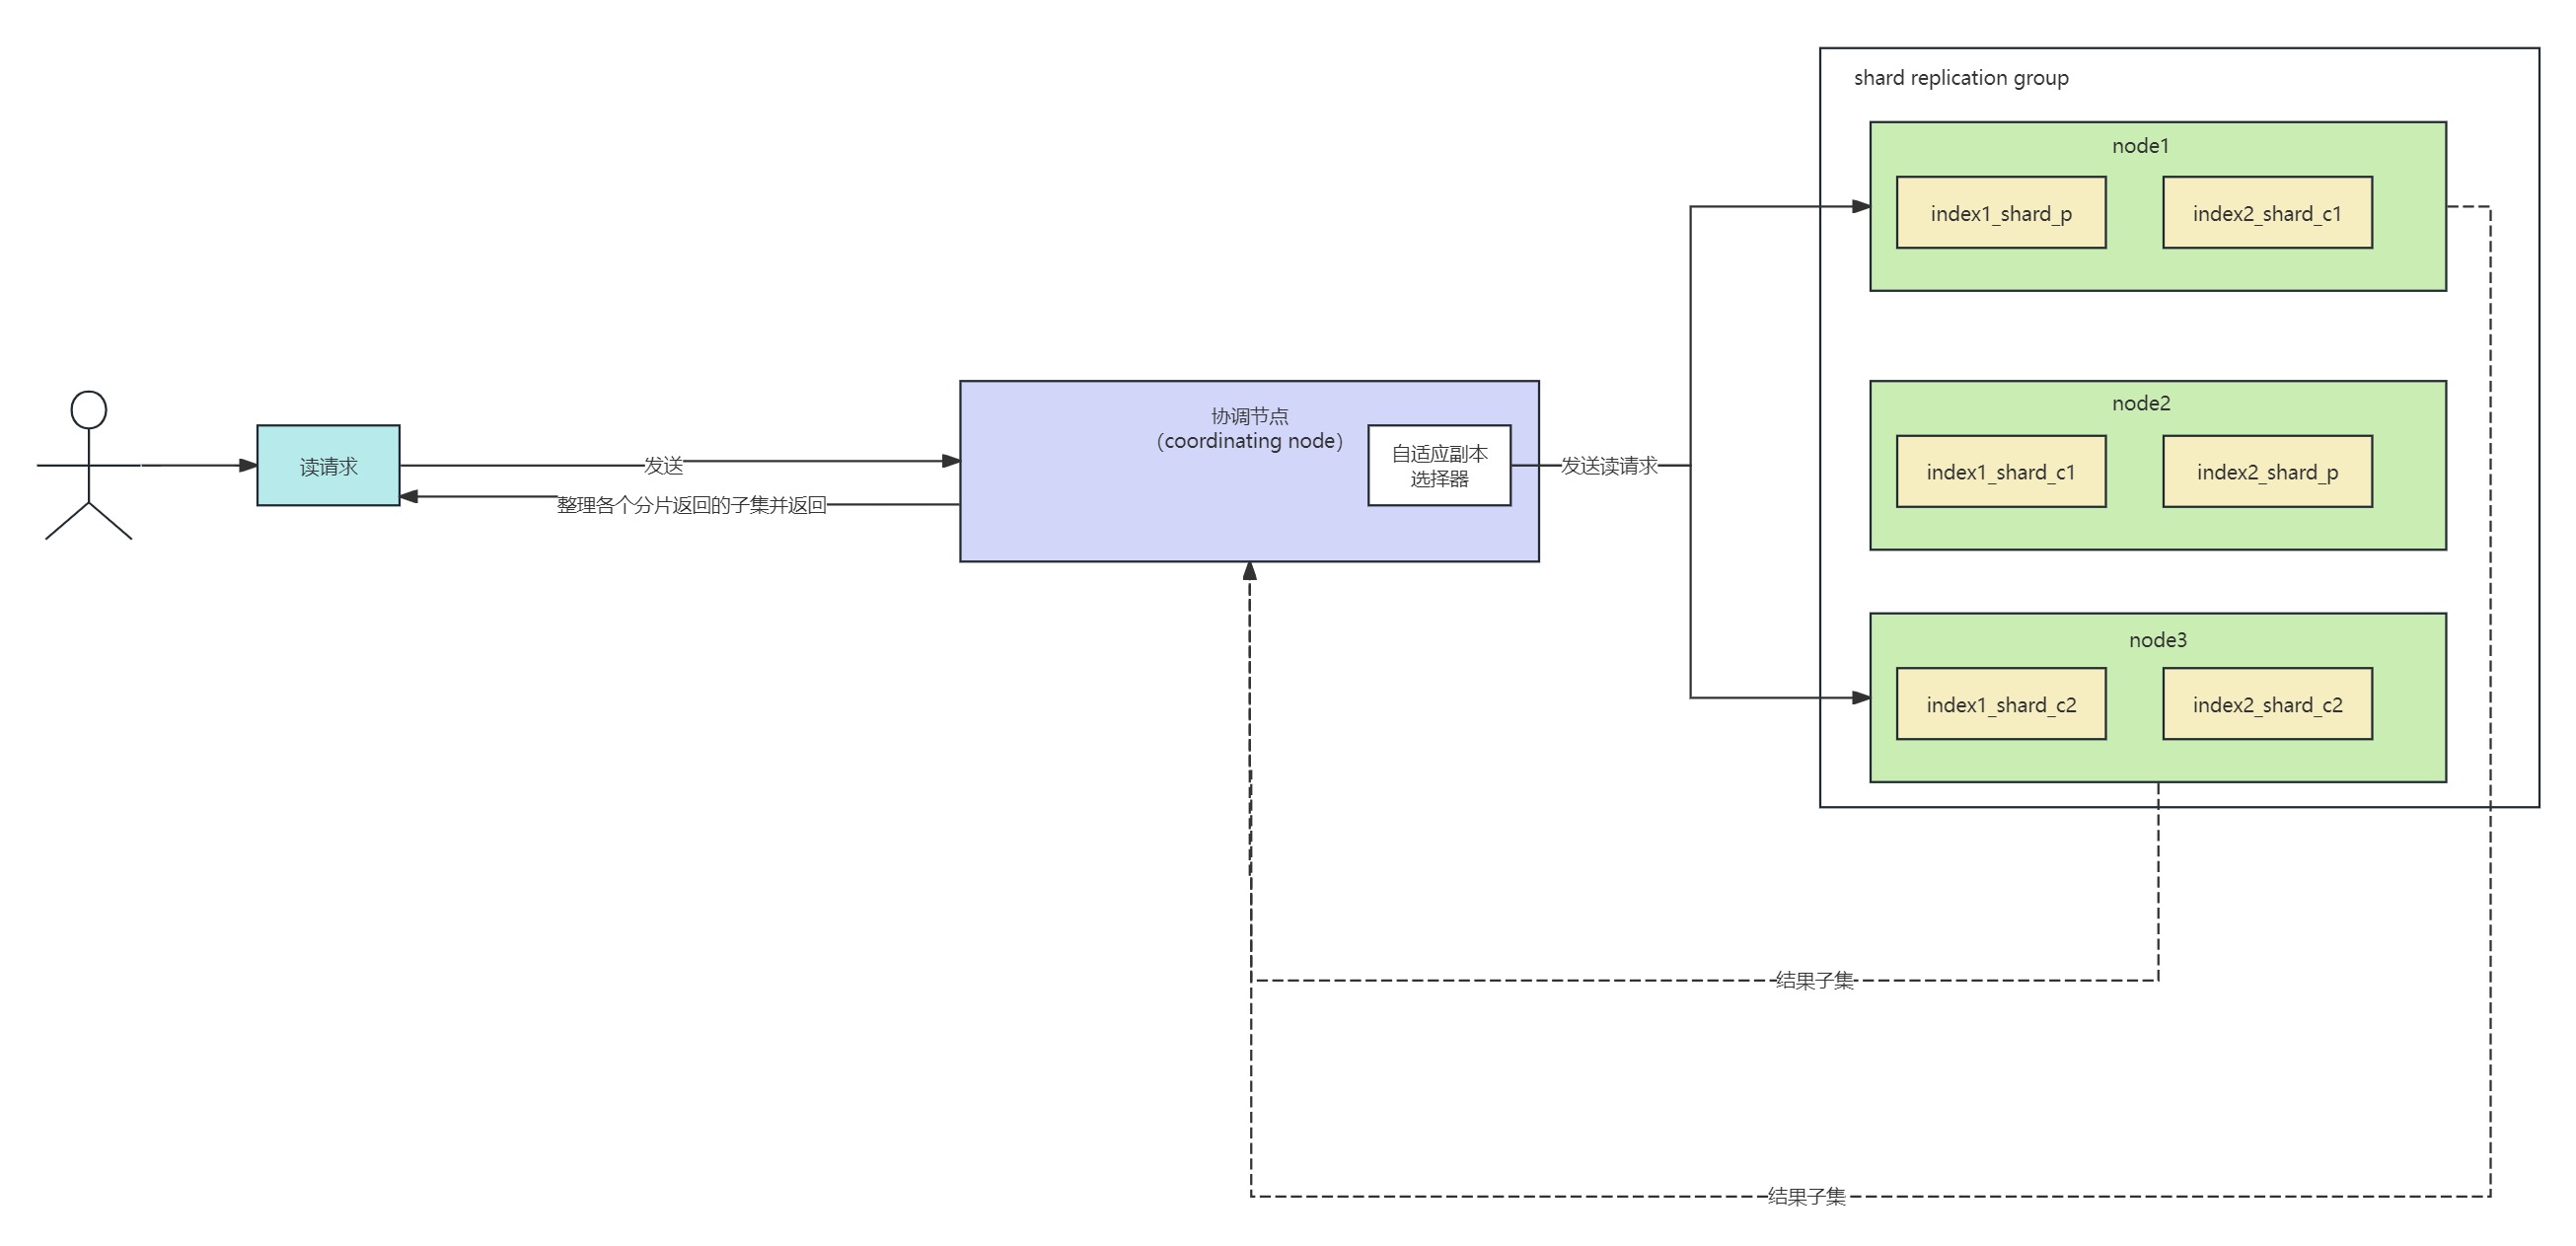 shard replication group
node1
index1_shard_p
index2_shard_c1
读请求
发送
整理各个分片返回的子集并返回
协调节点
（coordinating node）
自适应副本
选择器
发送读请求
node2
index1_shard_c1
index2_shard_p
node3
index1_shard_c2
index2_shard_c2
结果子集
结果子集